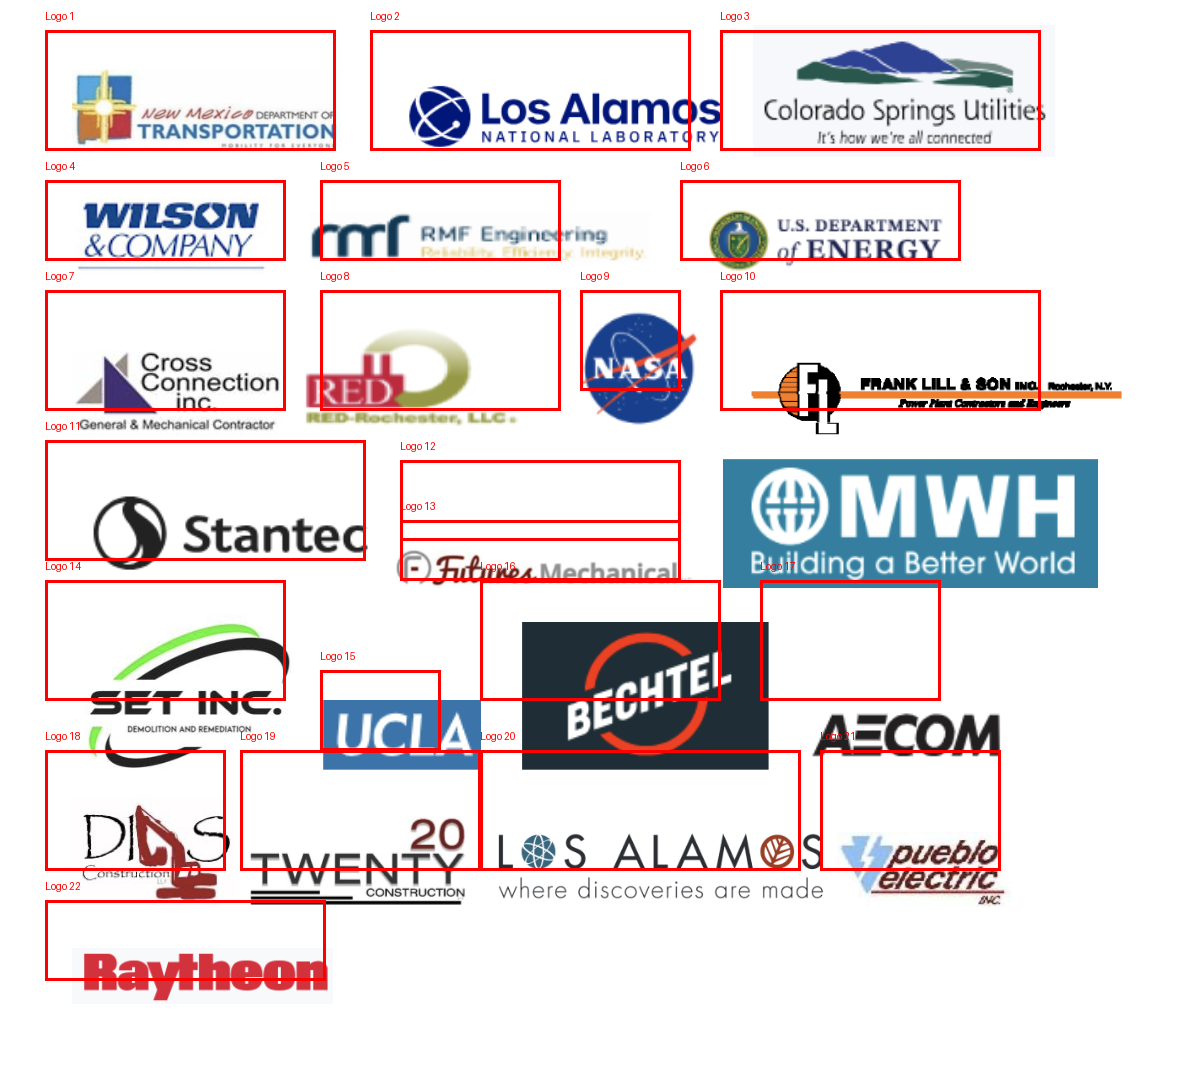 Logo 1
Logo 2
Logo 3
New Mexico DEPARTMENT OF
TRANSPORTATION
MOBILITY FOR EVERYONE
Los Alamos
NATIONAL LABORATORY
Colorado Springs Utilities
It's how we're all connected
Logo 4
Logo 5
Logo 6
WILSON
&COMPANY
rmf RMF Engineering
Reliability. Efficiency. Integrity.
U.S. DEPARTMENT
of ENERGY
Logo 7
Logo 8
Logo 9
Logo 10
Cross
Connection
inc.
General & Mechanical Contractor
RED
RED-Rochester, LLC.
NASA
FL
FRANK LILL & SON INC. Rochester, N.Y.
Power Plant Contractors and Engineers
Logo 11
Logo 12
Logo 13
Stantec
Futures Mechanical
MWH
Building a Better World
Logo 14
Logo 15
Logo 16
Logo 17
SET INC.
DEMOLITION AND REMEDIATION
UCLA
BECHTEL
AECOM
Logo 18
Logo 19
Logo 20
Logo 21
DIAS
Construction
LLC
20
TWENTY
CONSTRUCTION
LOS ALAMOS
where discoveries are made
pueblo
electric
INC.
Logo 22
Raytheon